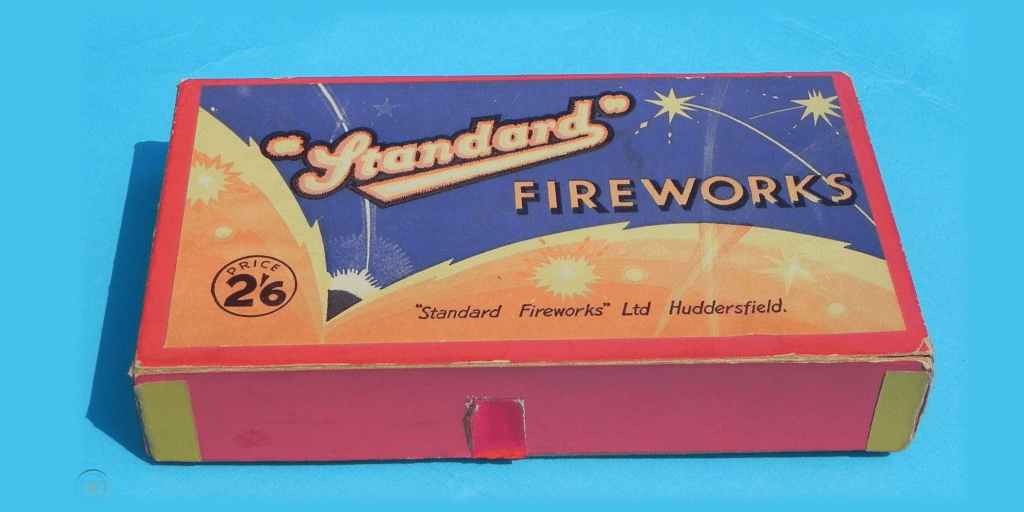 "Standard"
FIREWORKS
PRICE
2'6
"Standard Fireworks" Ltd Huddersfield.
W